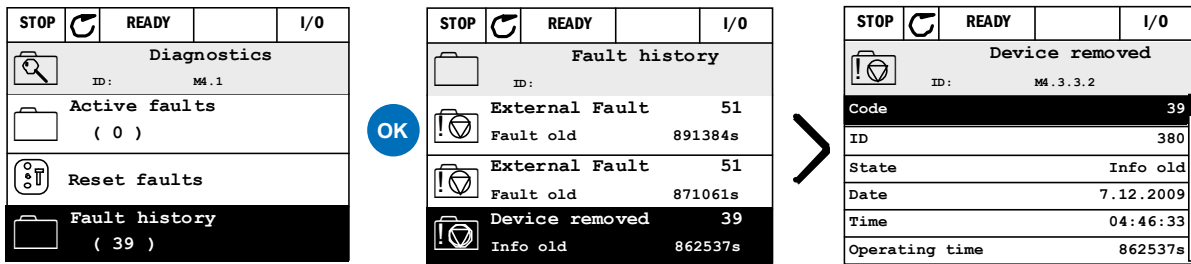 STOP READY I/O
Diagnostics
ID: M4.1
Active faults
( 0 )
Reset faults
Fault history
( 39 )
OK
STOP READY I/O
Fault history
ID:
External Fault 51
Fault old 891384s
External Fault 51
Fault old 871061s
Device removed 39
Info old 862537s
STOP READY I/O
Device removed
ID: M4.3.3.2
Code 39
ID 380
State Info old
Date 7.12.2009
Time 04:46:33
Operating time 862537s